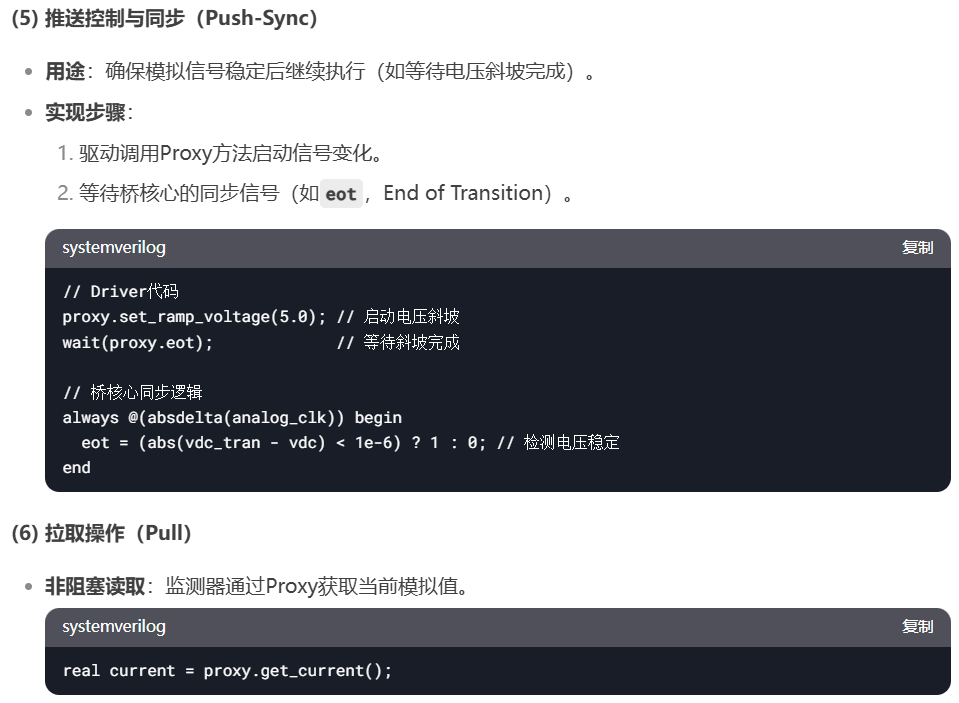 (5) 推送控制与同步（Push-Sync）
• 用途：确保模拟信号稳定后继续执行（如等待电压斜坡完成）。
• 实现步骤：
1. 驱动调用Proxy方法启动信号变化。
2. 等待桥核心的同步信号（如 eot，End of Transition）。
systemverilog 复制
// Driver代码
proxy.set_ramp_voltage(5.0); // 启动电压斜坡
wait(proxy.eot);             // 等待斜坡完成
// 桥核心同步逻辑
always @(absdelta(analog_clk)) begin
  eot = (abs(vdc_tran - vdc) < 1e-6) ? 1 : 0; // 检测电压稳定
end
(6) 拉取操作（Pull）
• 非阻塞读取：监测器通过Proxy获取当前模拟值。
systemverilog 复制
real current = proxy.get_current();